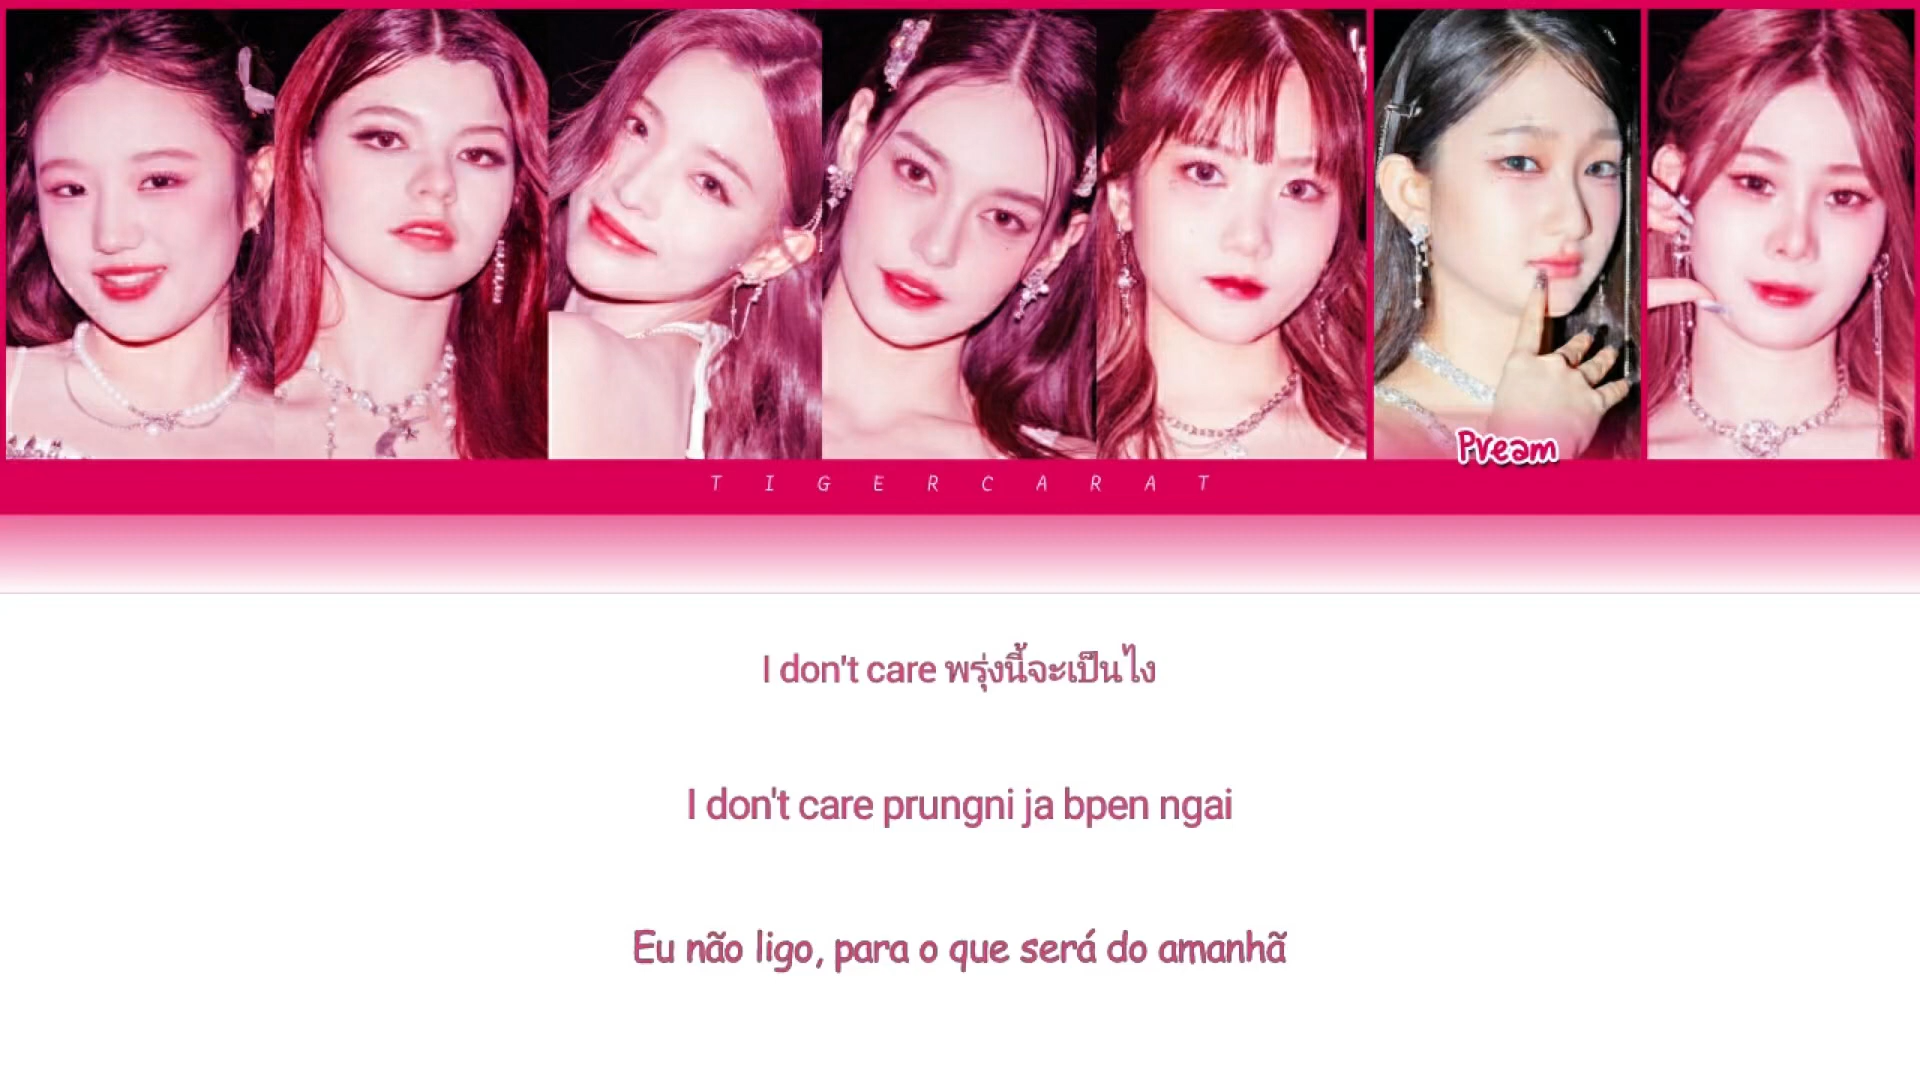 Pream
TIGERCARAT
I don't care พรุ่งนี้จะเป็นไง
I don't care prungni ja bpen ngai
Eu não ligo, para o que será do amanhã